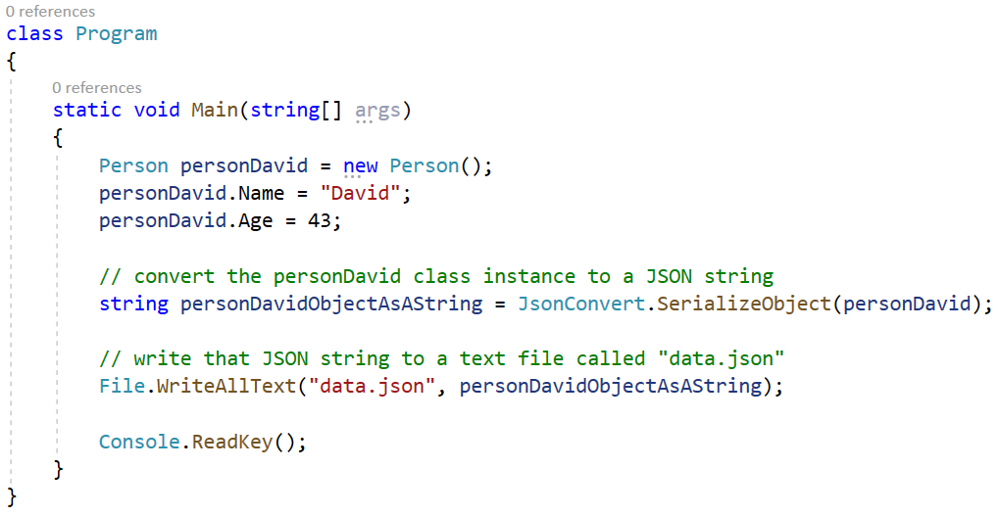 0 references
class Program
{
0 references
static void Main(string[] args)
{
Person personDavid = new Person();
personDavid.Name = "David";
personDavid.Age = 43;
// convert the personDavid class instance to a JSON string
string personDavidObjectAsAString = JsonConvert.SerializeObject(personDavid);
// write that JSON string to a text file called "data.json"
File.WriteAllText("data.json", personDavidObjectAsAString);
Console.ReadKey();
}
}